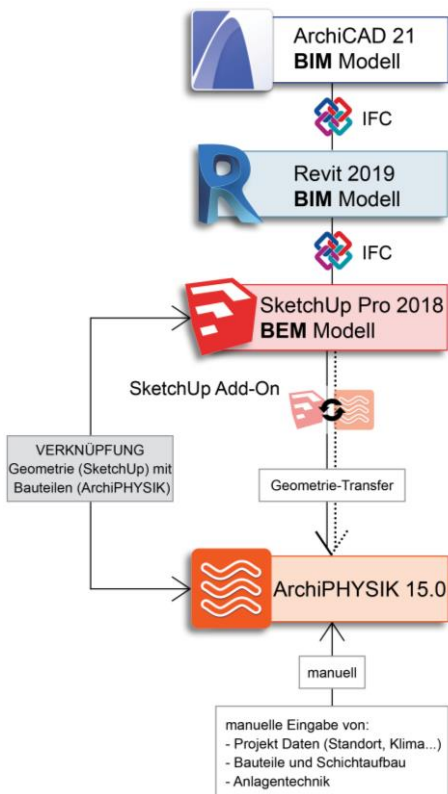 ArchiCAD 21
BIM Modell
IFC
Revit 2019
BIM Modell
IFC
SketchUp Pro 2018
BEM Modell
SketchUp Add-On
VERKNÜPFUNG
Geometrie (SketchUp) mit
Bauteilen (ArchiPHYSIK)
Geometrie-Transfer
ArchiPHYSIK 15.0
manuell
manuelle Eingabe von:
- Projekt Daten (Standort, Klima...)
- Bauteile und Schichtaufbau
- Anlagentechnik